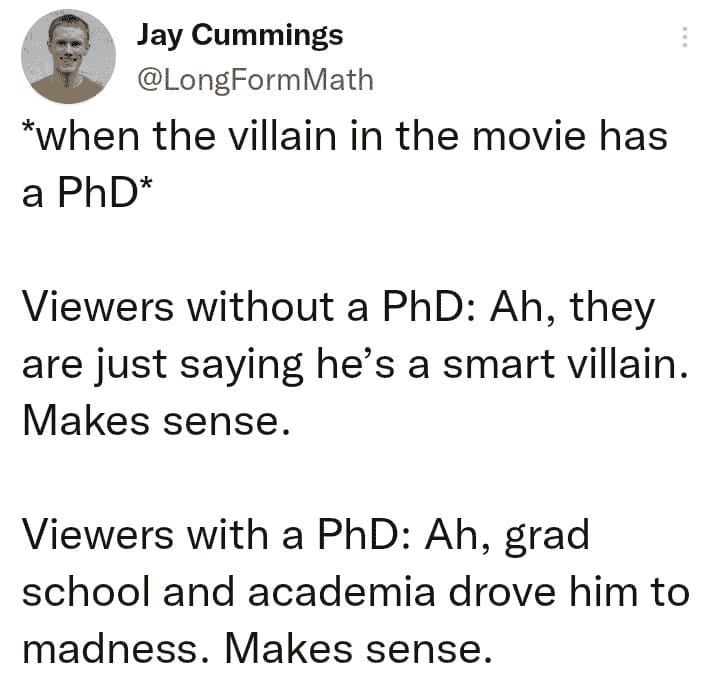 Jay Cummings
@LongFormMath
*when the villain in the movie has
a PhD*
Viewers without a PhD: Ah, they
are just saying he’s a smart villain.
Makes sense.
Viewers with a PhD: Ah, grad
school and academia drove him to
madness. Makes sense.